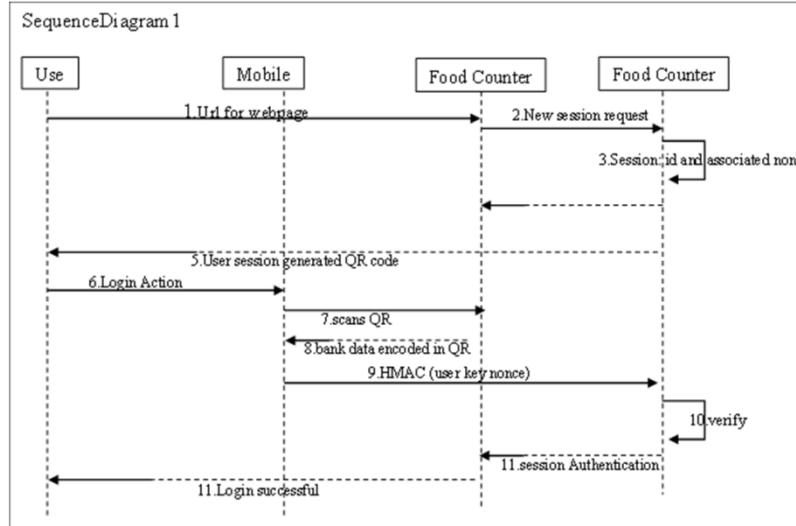 SequenceDiagram1
Use
Mobile
Food Counter
Food Counter
1.Url for webpage
2.New session request
3.Session: id and associated non
5.User session generated QR code
6.Login Action
7.scans QR
8.bank data encoded in QR
9.HMAC (user key nonce)
10.verify
11.session Authentication
11.Login successful